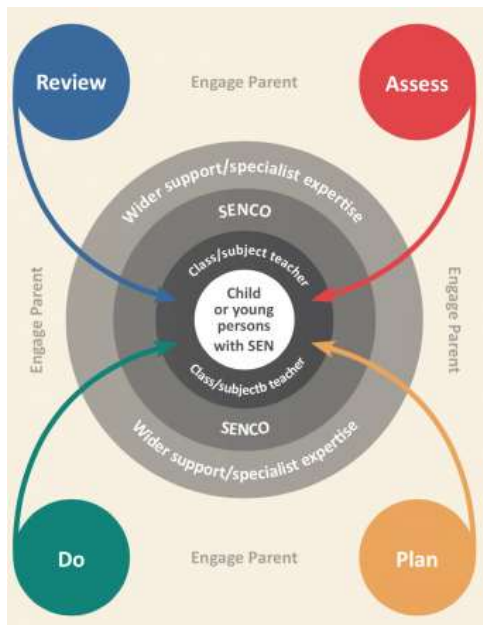 Review
Engage Parent
Assess
Wider support/specialist expertise
SENCO
Class/subject teacher
Engage Parent
Child
or young
persons
with SEN
Engage Parent
Class/subjectb teacher
SENCO
Wider support/specialist expertise
Do
Engage Parent
Plan